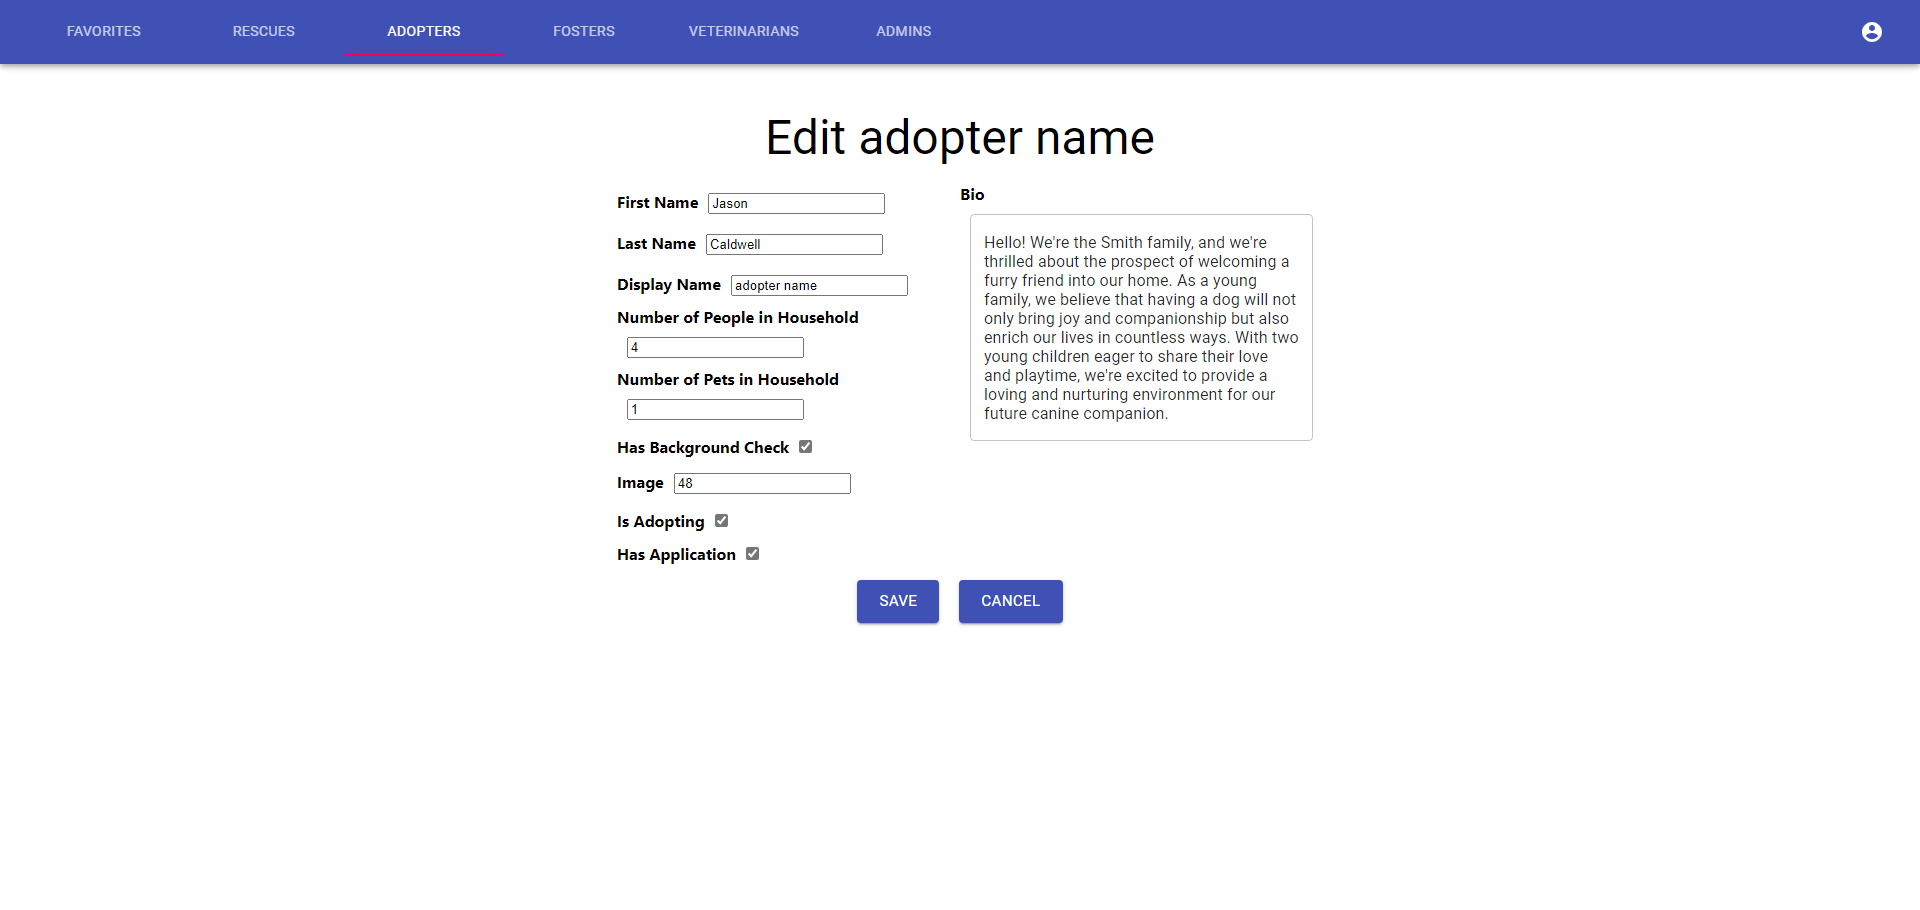 FAVORITES RESCUES ADOPTERS FOSTERS VETERINARIANS ADMINS
Edit adopter name
First Name Jason
Last Name Caldwell
Display Name adopter name
Number of People in Household
4
Number of Pets in Household
1
Has Background Check
Image 48
Is Adopting
Has Application
Bio
Hello! We're the Smith family, and we're
thrilled about the prospect of welcoming a
furry friend into our home. As a young
family, we believe that having a dog will not
only bring joy and companionship but also
enrich our lives in countless ways. With two
young children eager to share their love
and playtime, we're excited to provide a
loving and nurturing environment for our
future canine companion.
SAVE CANCEL